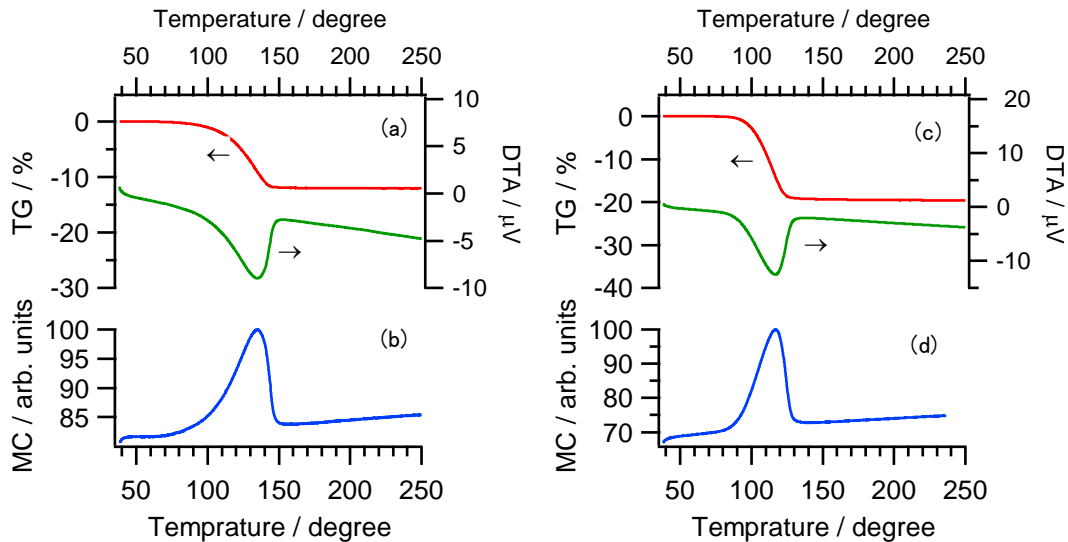 Temperature / degree
50 100 150 200 250
TG / %
0
-10
-20
-30
(a)
←
→
10
5
0
-5
-10
DTA / μV
MC / arb. units
100
95
90
85
(b)
50 100 150 200 250
Temprature / degree
Temperature / degree
50 100 150 200 250
TG / %
0
-10
-20
-30
-40
(c)
←
→
20
10
0
-10
DTA / μV
MC / arb. units
100
90
80
70
(d)
50 100 150 200 250
Temprature / degree